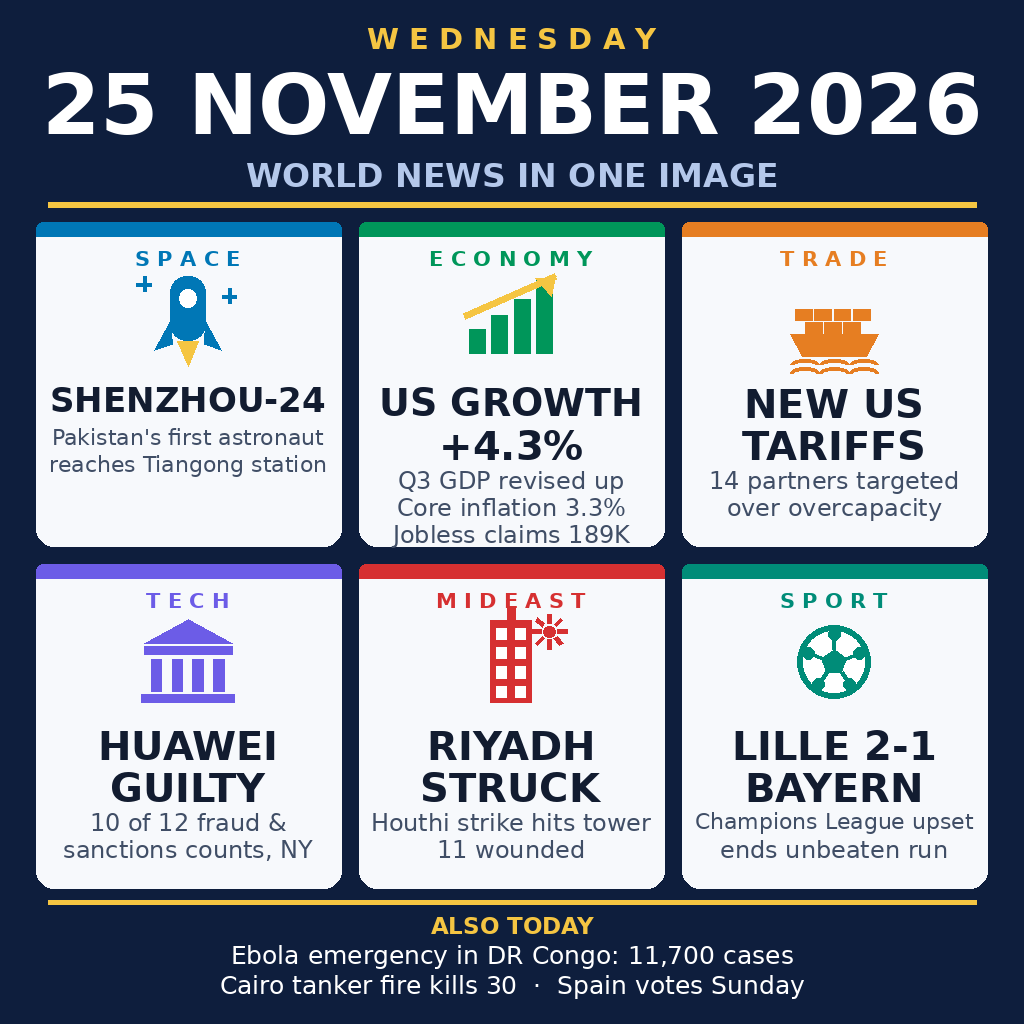 WEDNESDAY
25 NOVEMBER 2026
WORLD NEWS IN ONE IMAGE
SPACE
SHENZHOU-24
Pakistan's first astronaut
reaches Tiangong station
ECONOMY
US GROWTH
+4.3%
Q3 GDP revised up
Core inflation 3.3%
Jobless claims 189K
TRADE
NEW US
TARIFFS
14 partners targeted
over overcapacity
TECH
HUAWEI
GUILTY
10 of 12 fraud &
sanctions counts, NY
MIDEAST
RIYADH
STRUCK
Houthi strike hits tower
11 wounded
SPORT
LILLE 2-1
BAYERN
Champions League upset
ends unbeaten run
ALSO TODAY
Ebola emergency in DR Congo: 11,700 cases
Cairo tanker fire kills 30 · Spain votes Sunday